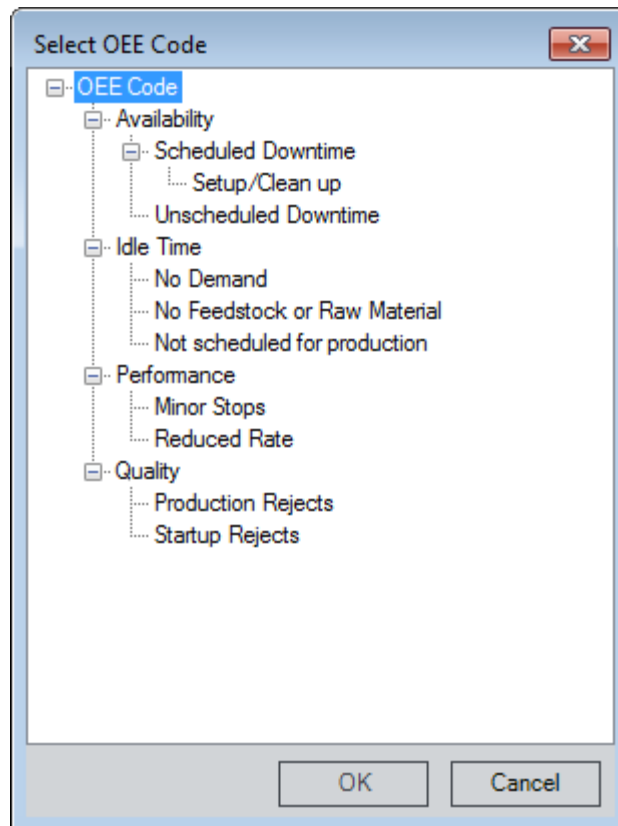 Select OEE Code
OEE Code
Availability
Scheduled Downtime
Setup/Clean up
Unscheduled Downtime
Idle Time
No Demand
No Feedstock or Raw Material
Not scheduled for production
Performance
Minor Stops
Reduced Rate
Quality
Production Rejects
Startup Rejects
OK Cancel